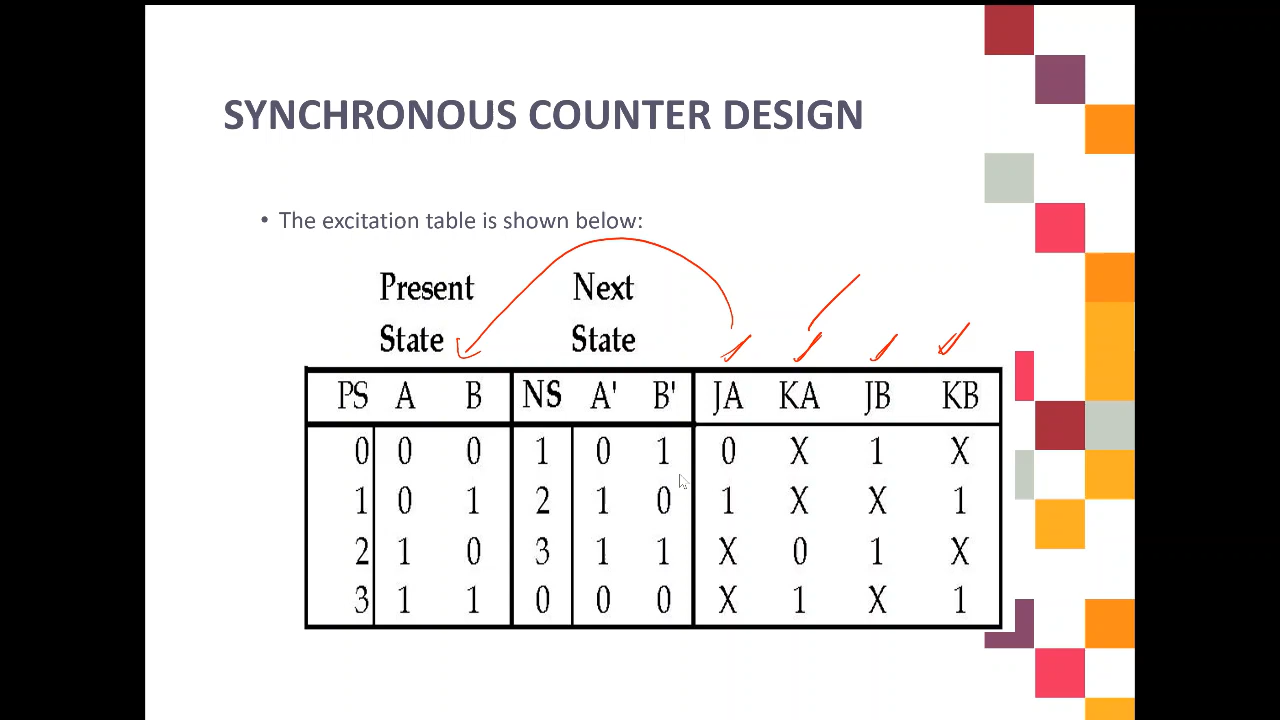 SYNCHRONOUS COUNTER DESIGN
• The excitation table is shown below:
Present State Next State
PS A B NS A' B' JA KA JB KB
0 0 0 1 0 1 0 X 1 X
1 0 1 2 1 0 1 X X 1
2 1 0 3 1 1 X 0 1 X
3 1 1 0 0 0 X 1 X 1